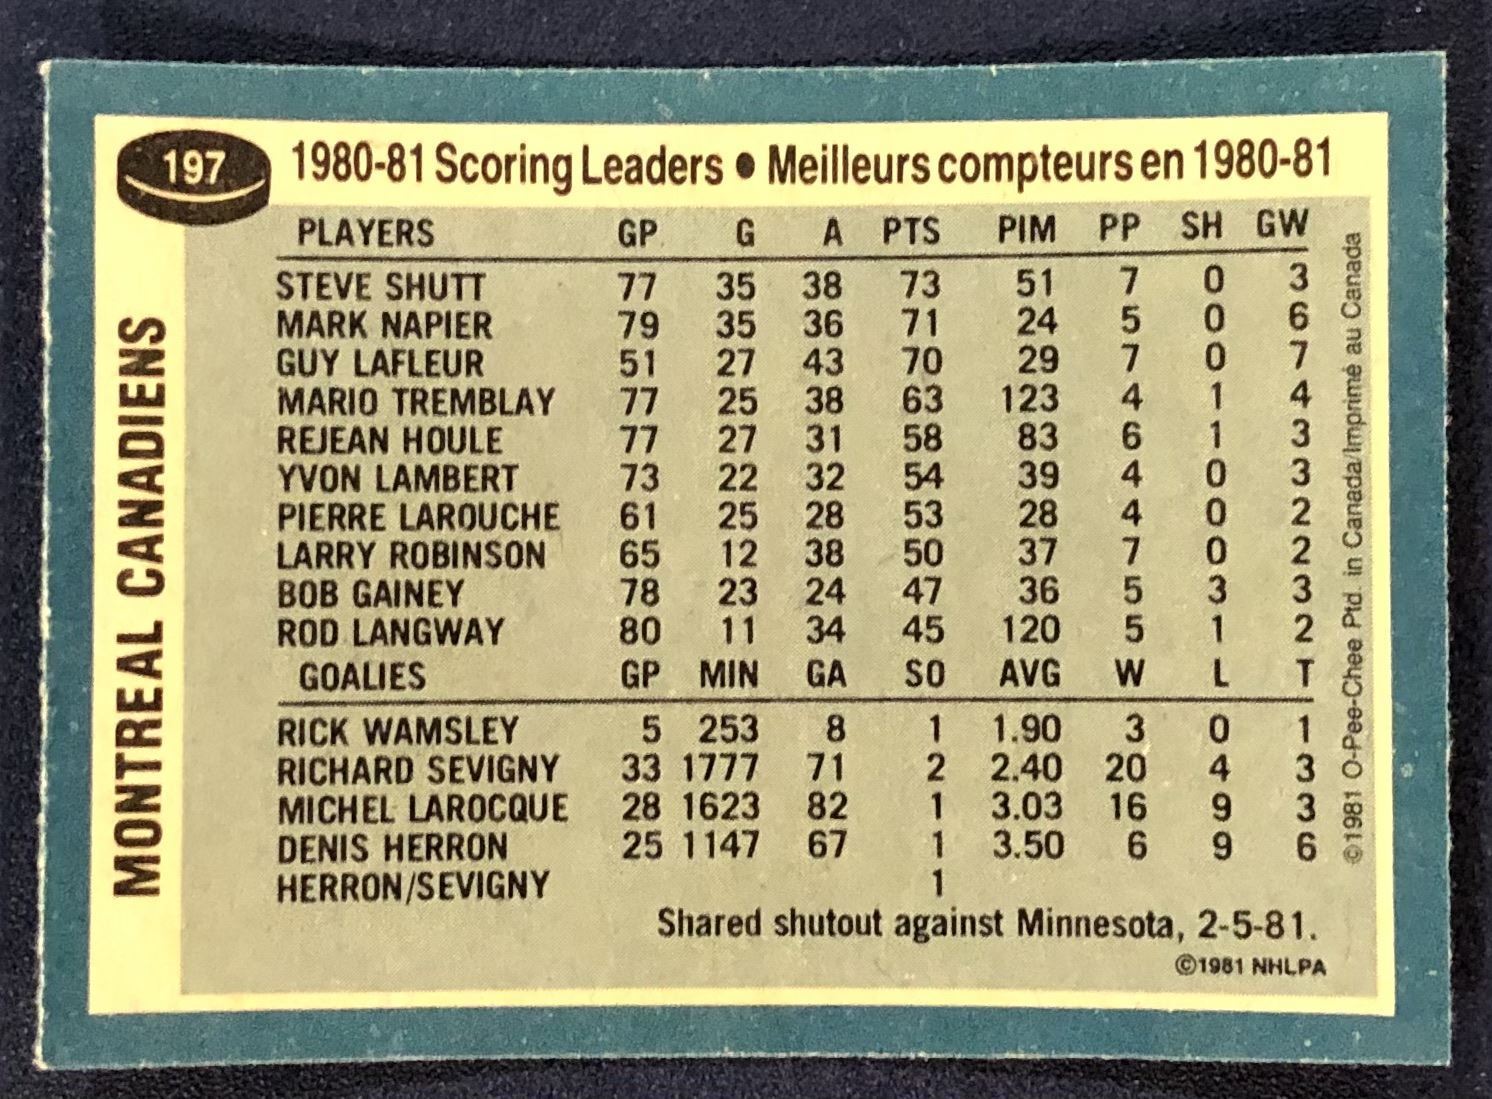 197
1980-81 Scoring Leaders • Meilleurs compteurs en 1980-81
MONTREAL CANADIENS
PLAYERS GP G A PTS PIM PP SH GW
STEVE SHUTT 77 35 38 73 51 7 0 3
MARK NAPIER 79 35 36 71 24 5 0 6
GUY LAFLEUR 51 27 43 70 29 7 0 7
MARIO TREMBLAY 77 25 38 63 123 4 1 4
REJEAN HOULE 77 27 31 58 83 6 1 3
YVON LAMBERT 73 22 32 54 39 4 0 3
PIERRE LAROUCHE 61 25 28 53 28 4 0 2
LARRY ROBINSON 65 12 38 50 37 7 0 2
BOB GAINEY 78 23 24 47 36 5 3 3
ROD LANGWAY 80 11 34 45 120 5 1 2
GOALIES GP MIN GA SO AVG W L T
RICK WAMSLEY 5 253 8 1 1.90 3 0 1
RICHARD SEVIGNY 33 1777 71 2 2.40 20 4 3
MICHEL LAROCQUE 28 1623 82 1 3.03 16 9 3
DENIS HERRON 25 1147 67 1 3.50 6 9 6
HERRON/SEVIGNY 1
Shared shutout against Minnesota, 2-5-81.
©1981 NHLPA
©1981 O-Pee-Chee Ptd. in Canada/Imprimé au Canada